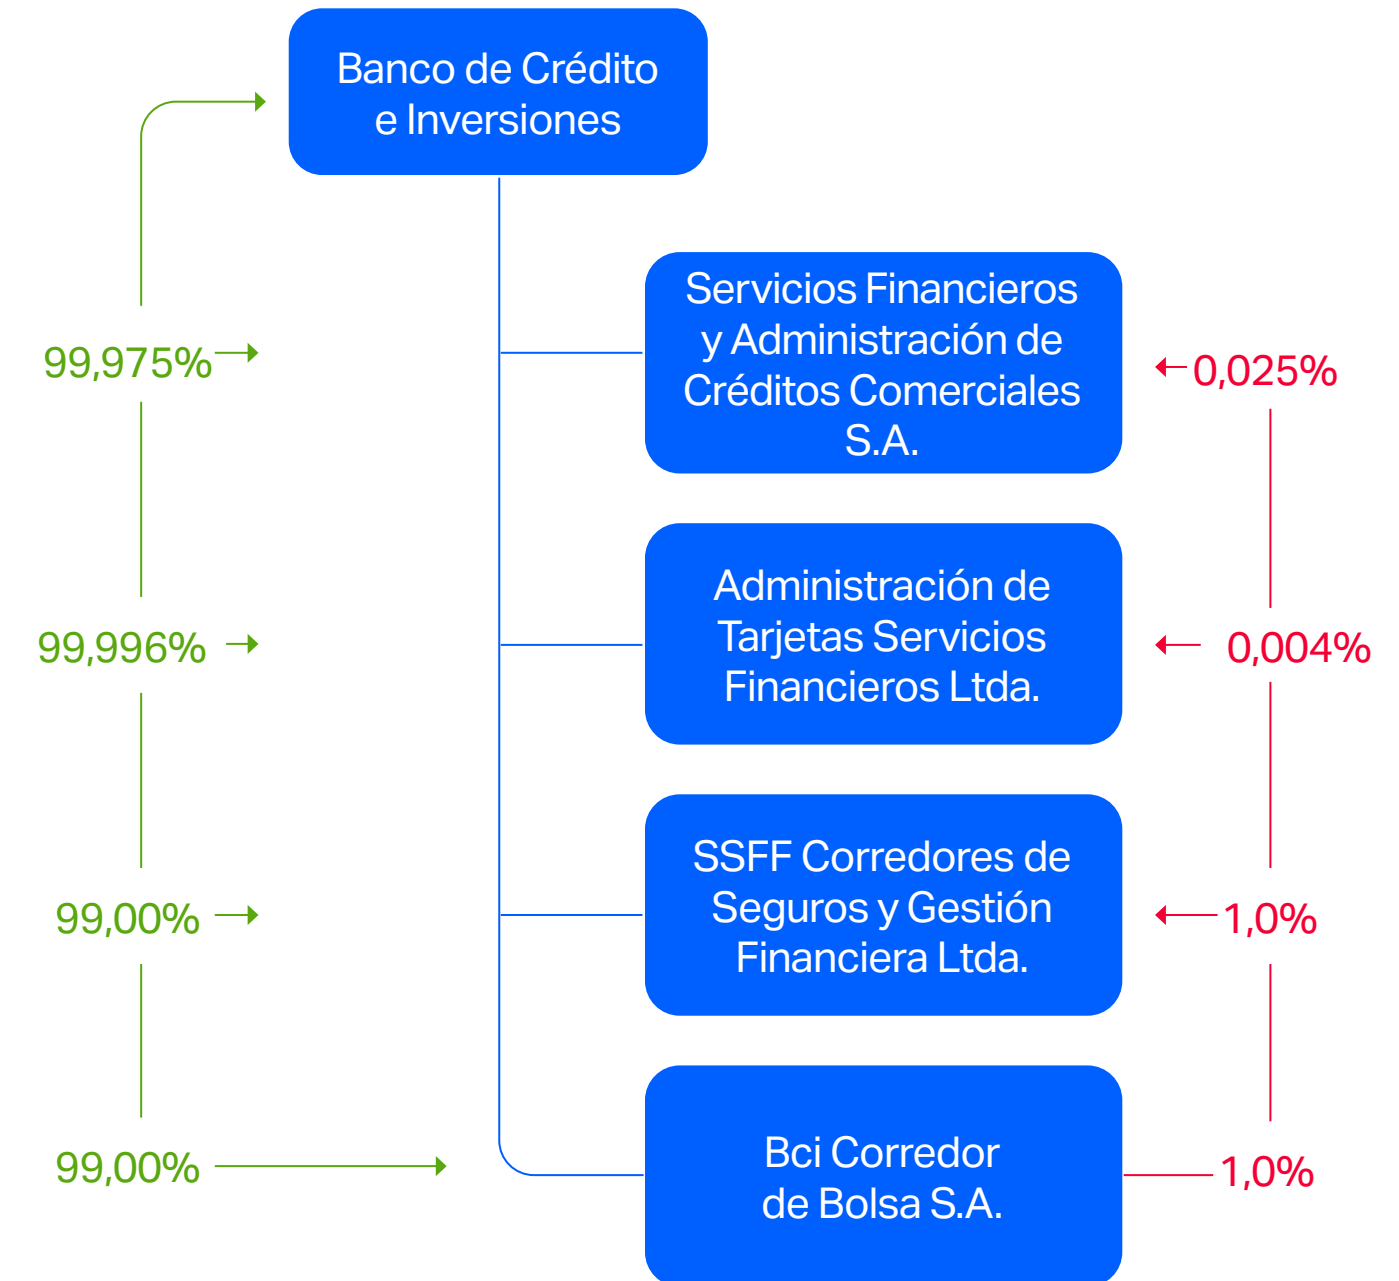 Banco de Crédito
e Inversiones
Servicios Financieros
y Administración de
Créditos Comerciales
S.A.
99,975%
0,025%
Administración de
Tarjetas Servicios
Financieros Ltda.
99,996%
0,004%
SSFF Corredores de
Seguros y Gestión
Financiera Ltda.
99,00%
1,0%
Bci Corredor
de Bolsa S.A.
99,00%
1,0%